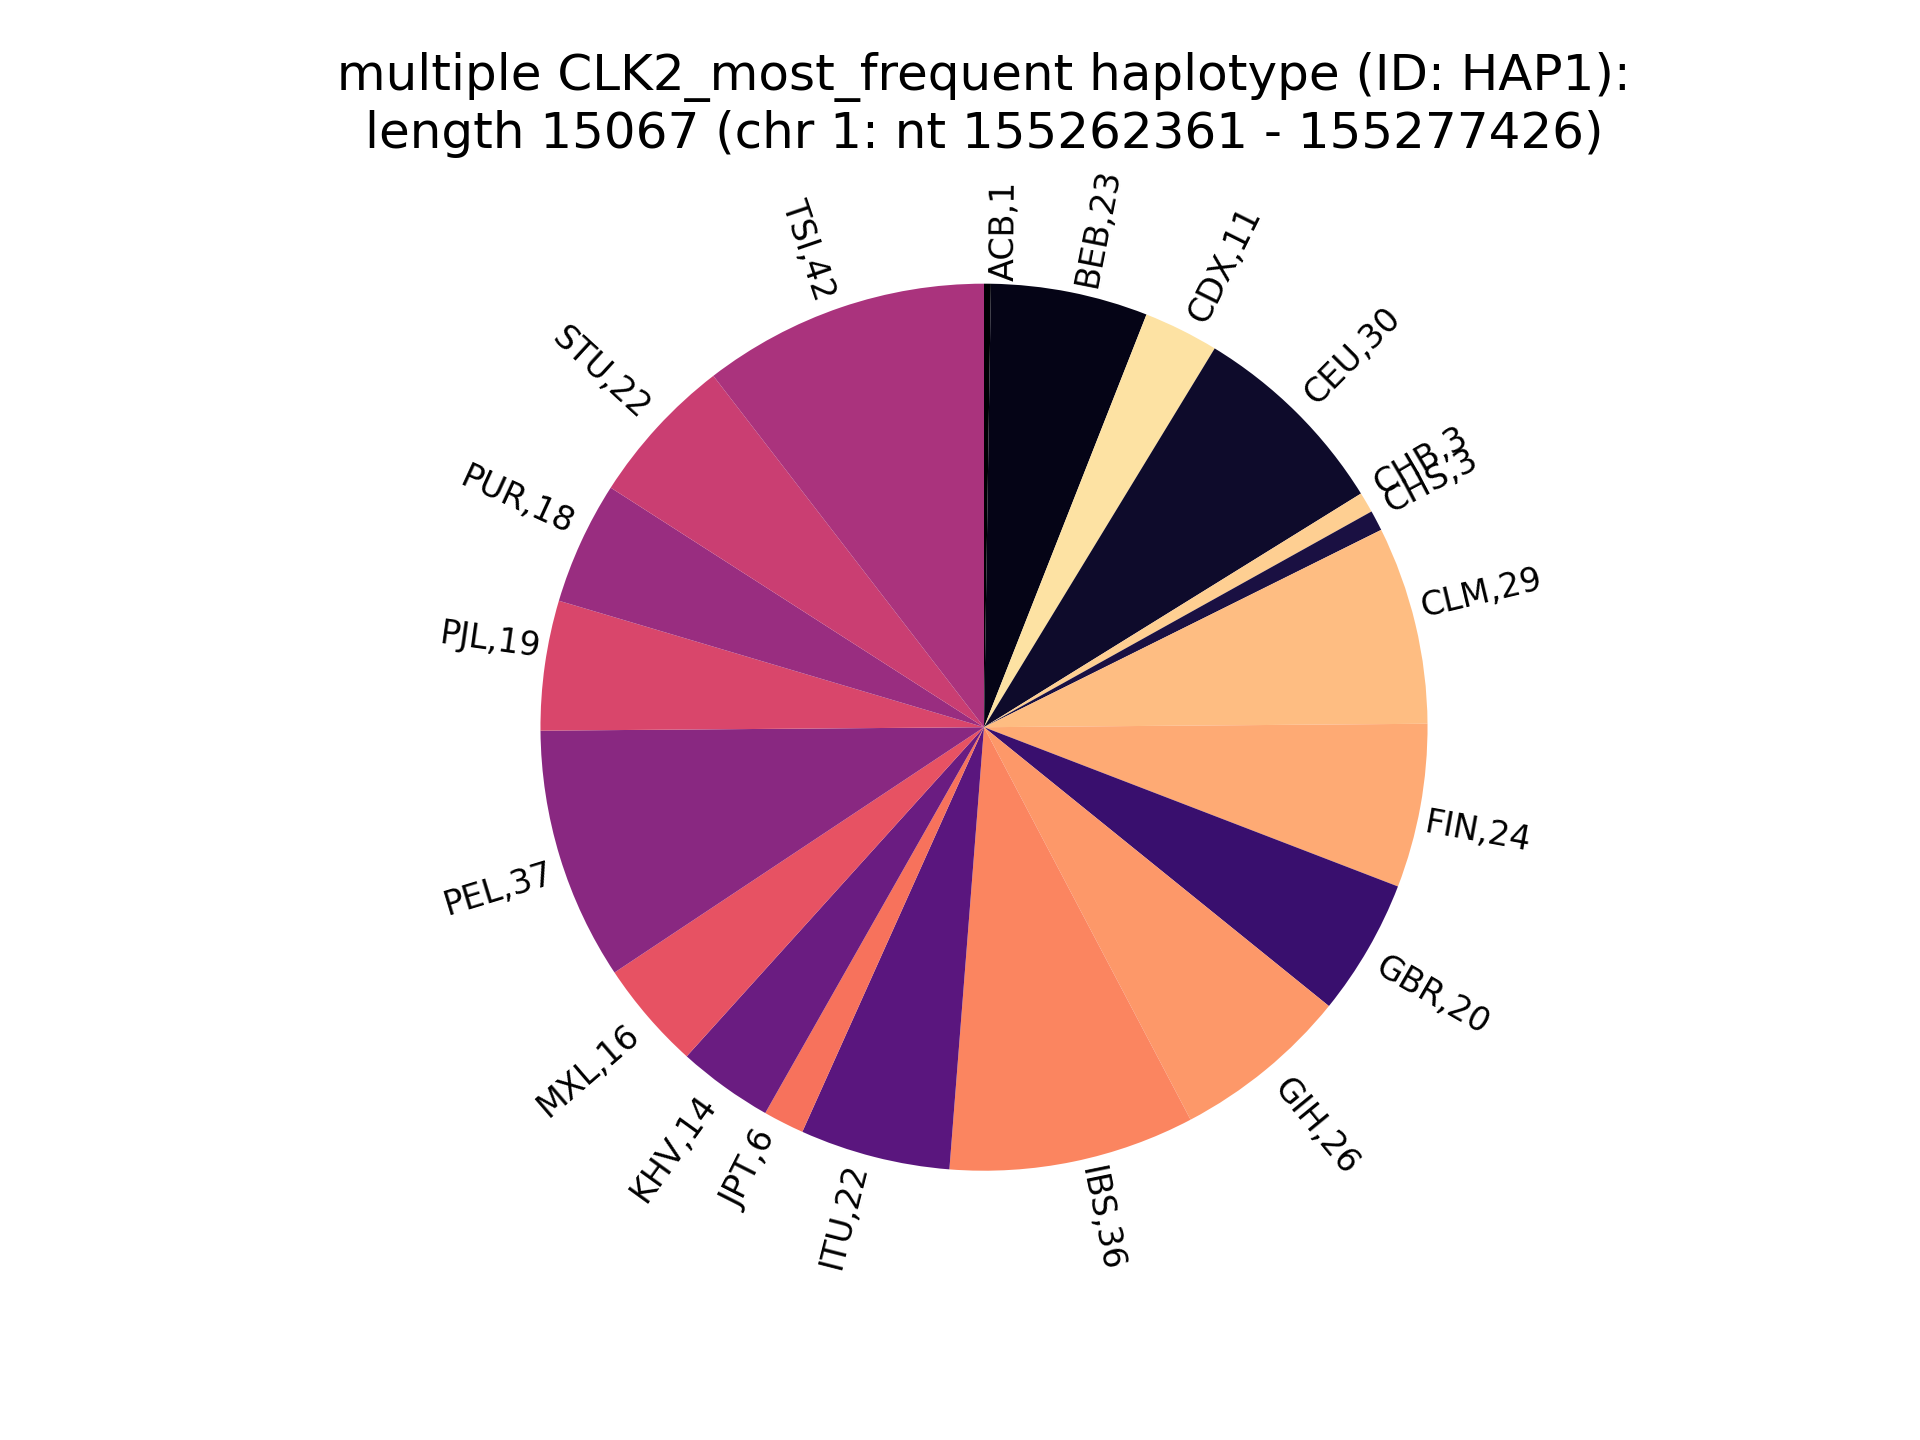 multiple CLK2_most_frequent haplotype (ID: HAP1):
length 15067 (chr 1: nt 155262361 - 155277426)
ACB,1
BEB,23
CDX,11
CEU,30
CHB,3
CHS,3
CLM,29
FIN,24
GBR,20
GIH,26
IBS,36
ITU,22
JPT,6
KHV,14
MXL,16
PEL,37
PJL,19
PUR,18
STU,22
TSI,42